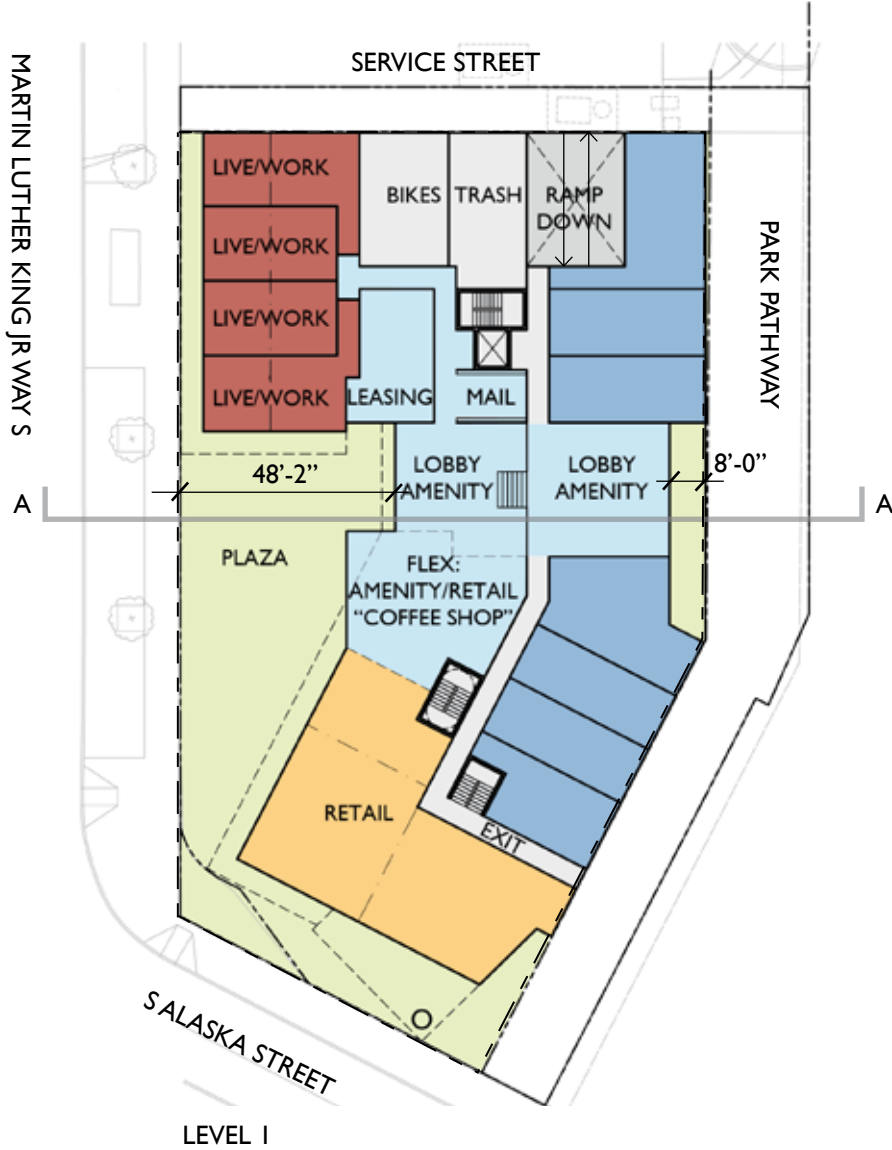 SERVICE STREET
MARTIN LUTHER KING JR WAY S
LIVE/WORK
BIKES
TRASH
RAMP
DOWN
LIVE/WORK
PARK PATHWAY
LIVE/WORK
LIVE/WORK
LEASING
MAIL
48'-2"
LOBBY
AMENITY
LOBBY
AMENITY
8'-0"
A
A
PLAZA
FLEX:
AMENITY/RETAIL
“COFFEE SHOP”
RETAIL
EXIT
S ALASKA STREET
LEVEL 1